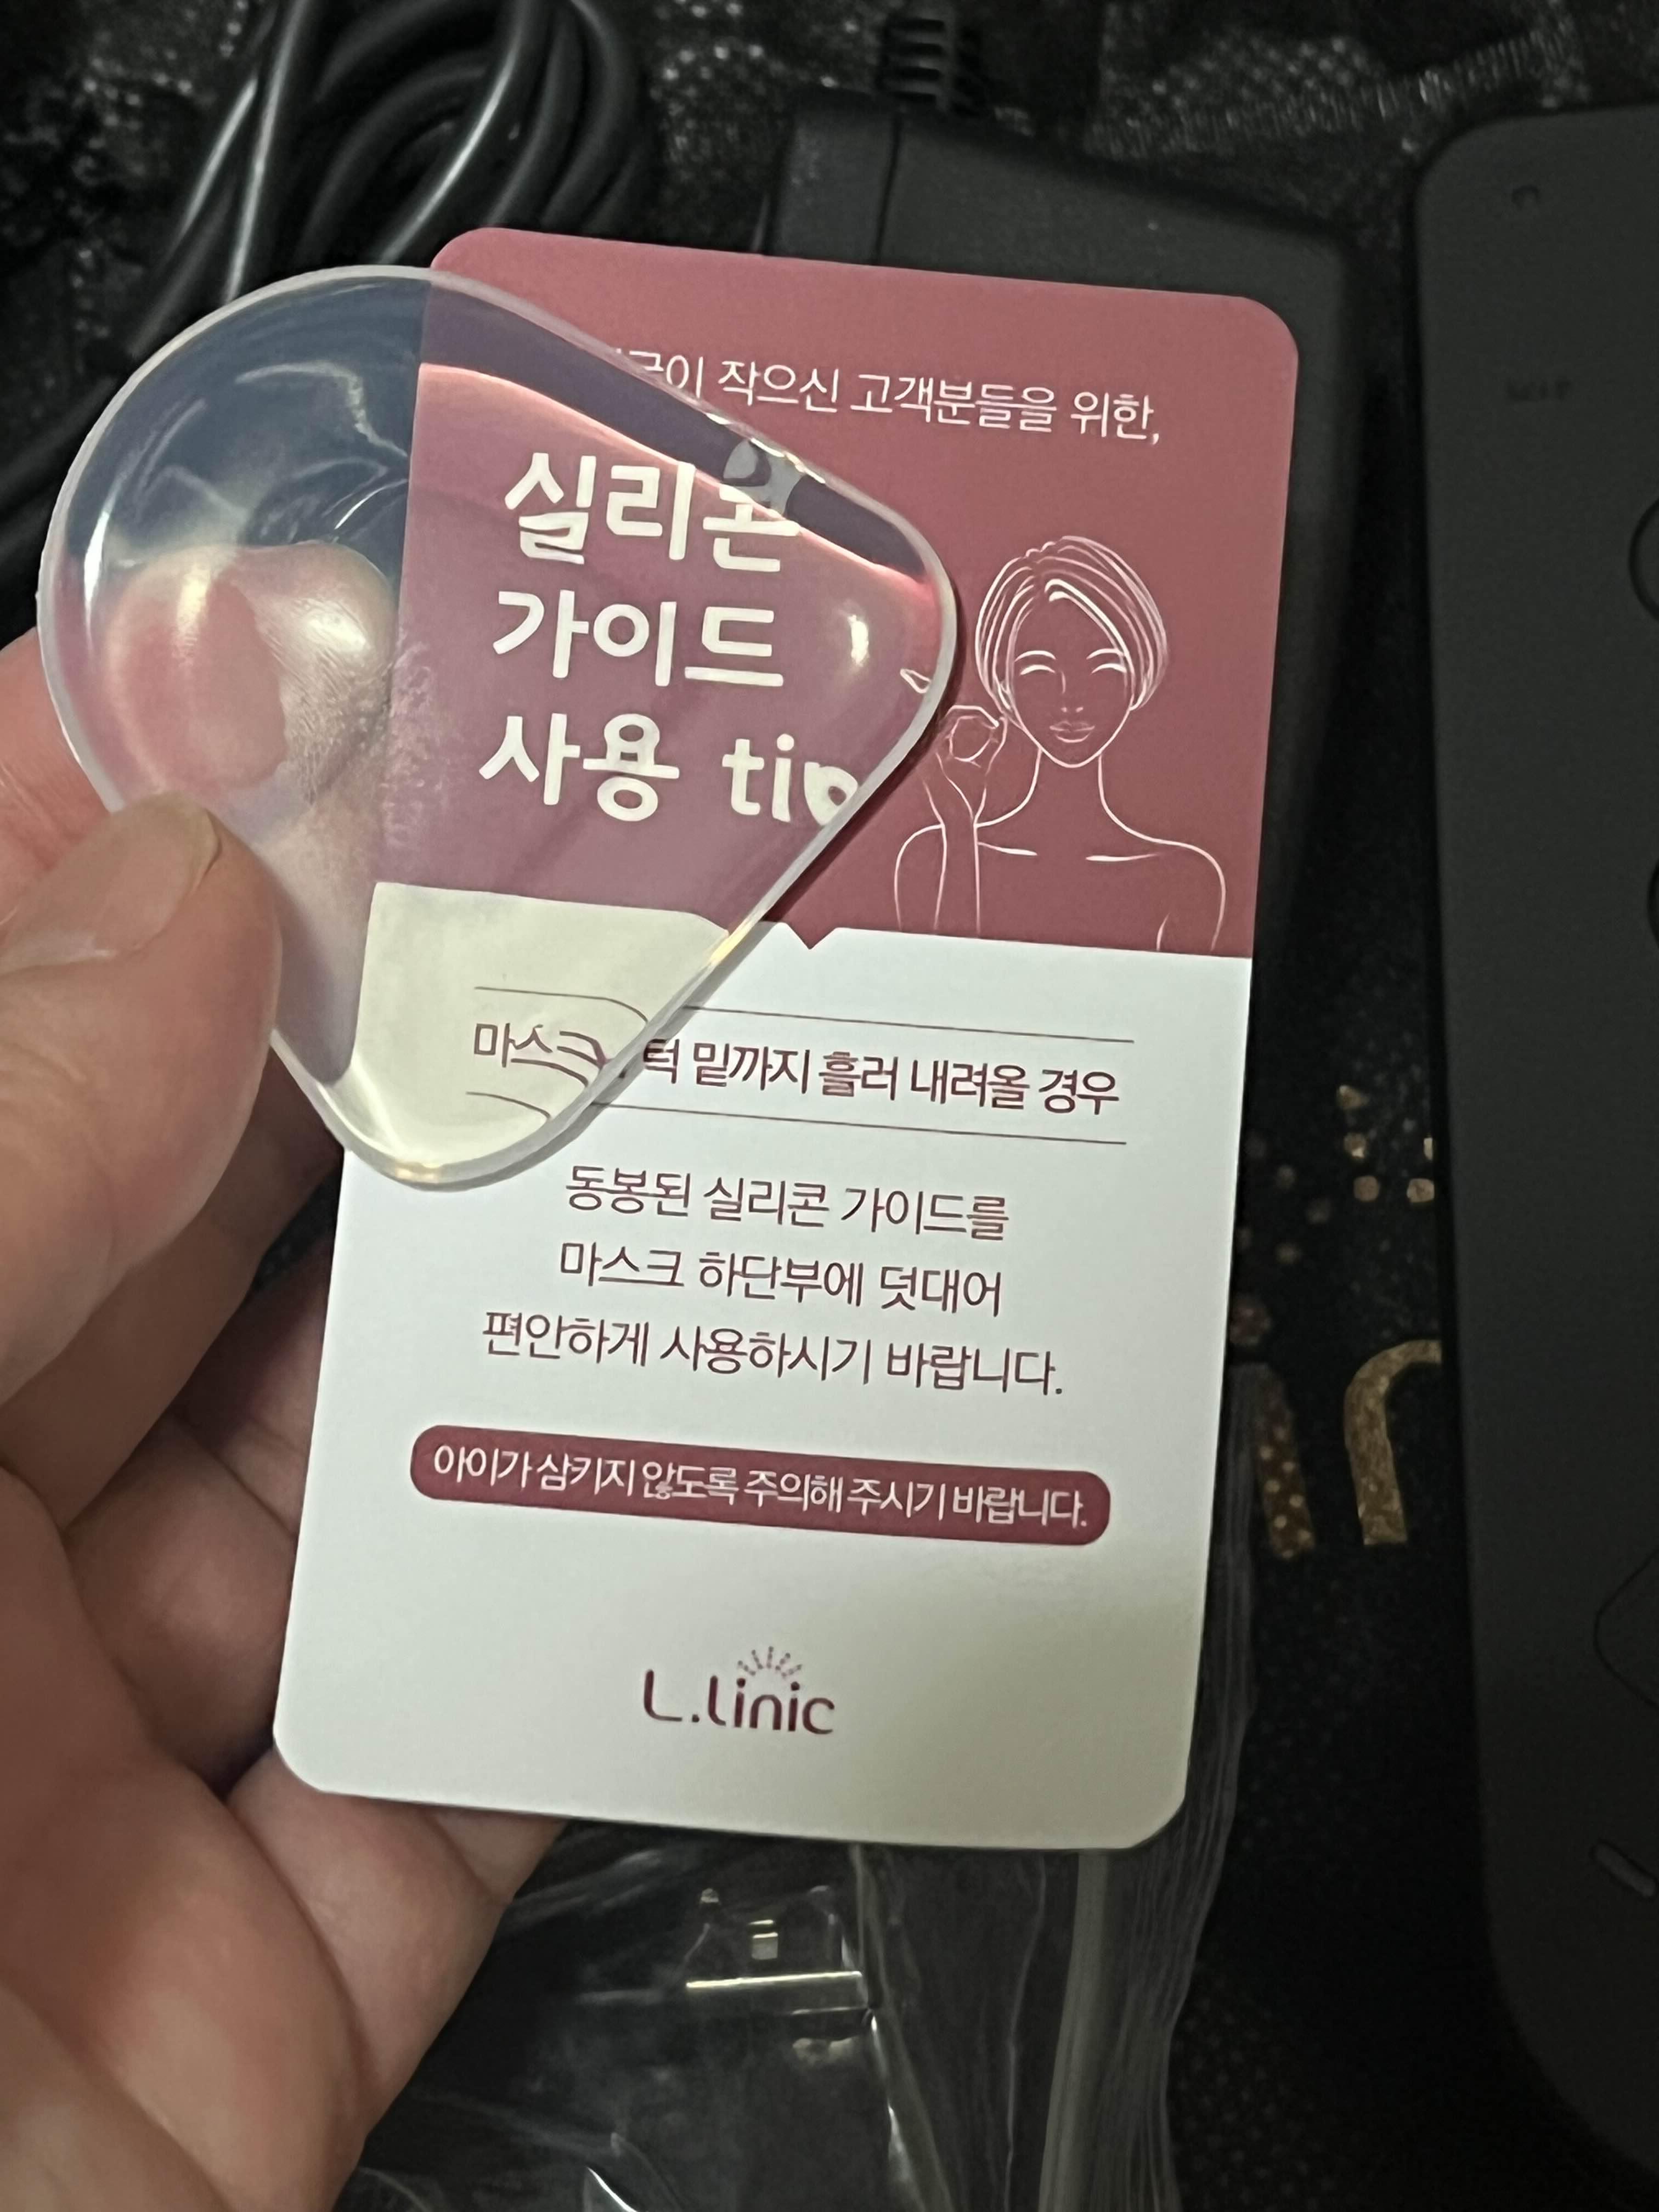 작으신 고객분들을 위한,
실리콘
가이드
사용 tip
마스크 턱 밑까지 흘러 내려올 경우
동봉된 실리콘 가이드를
마스크 하단부에 덧대어
편안하게 사용하시기 바랍니다.
아이가 삼키지 않도록 주의해 주시기 바랍니다.
L.linic